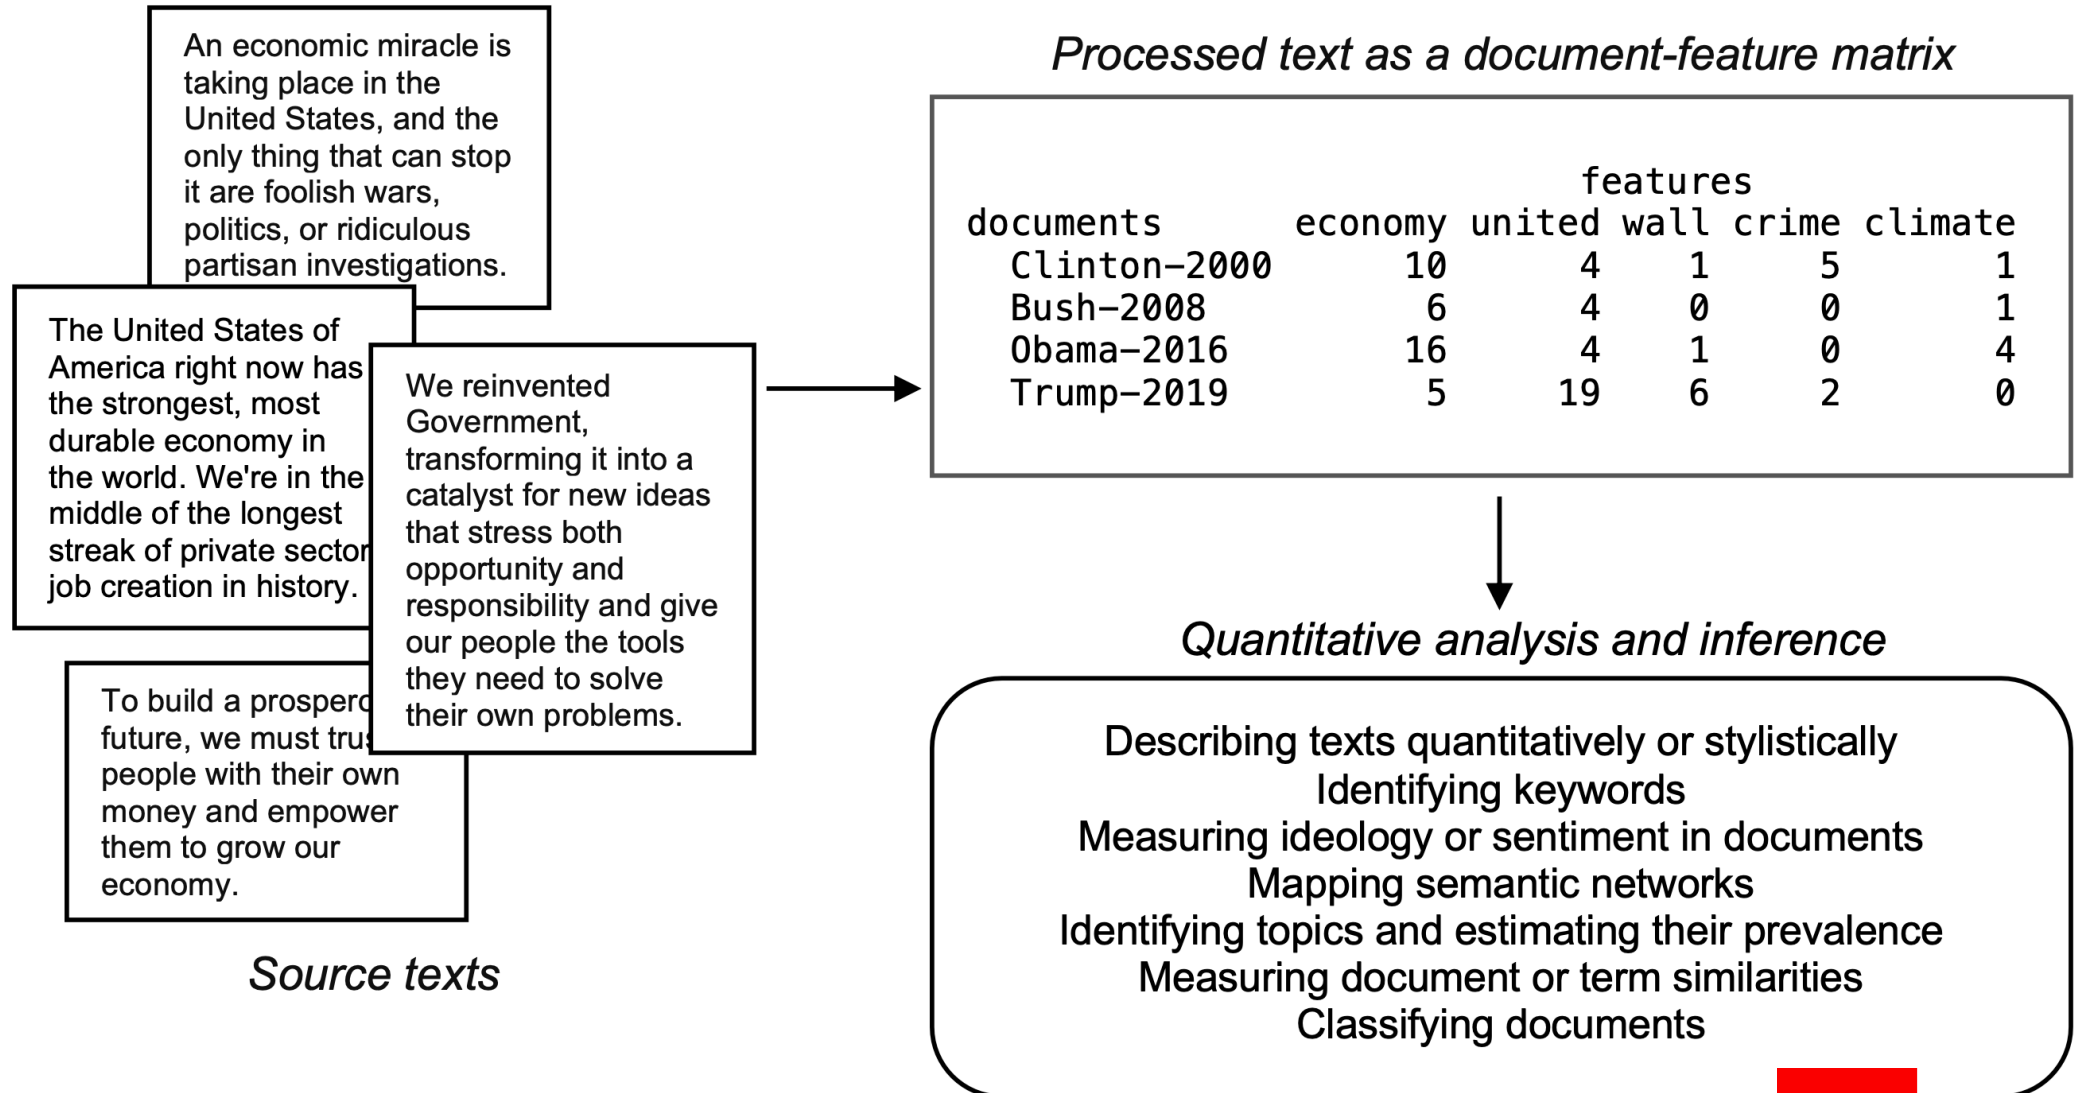 An economic miracle is
taking place in the
United States, and the
only thing that can stop
it are foolish wars,
politics, or ridiculous
partisan investigations.
The United States of
America right now has
the strongest, most
durable economy in
the world. We're in the
middle of the longest
streak of private sector
job creation in history.
We reinvented
Government,
transforming it into a
catalyst for new ideas
that stress both
opportunity and
responsibility and give
our people the tools
they need to solve
their own problems.
To build a
future, we must
people with their own
money and empower
them to grow our
economy.
Source texts
Processed text as a document-feature matrix
features
documents economy united wall crime climate
Clinton-2000 10 4 1 5 1
Bush-2008 6 4 0 0 1
Obama-2016 16 4 1 0 4
Trump-2019 5 19 6 2 0
Quantitative analysis and inference
Describing texts quantitatively or stylistically
Identifying keywords
Measuring ideology or sentiment in documents
Mapping semantic networks
Identifying topics and estimating their prevalence
Measuring document or term similarities
Classifying documents